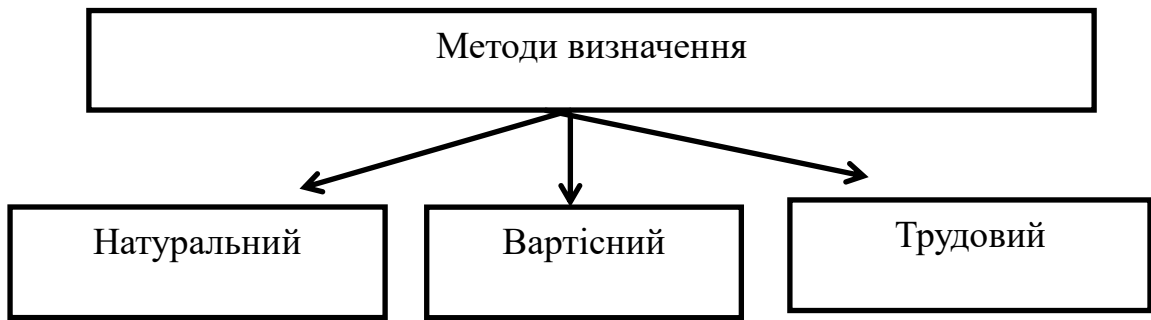 Методи визначення
Натуральний
Вартісний
Трудовий